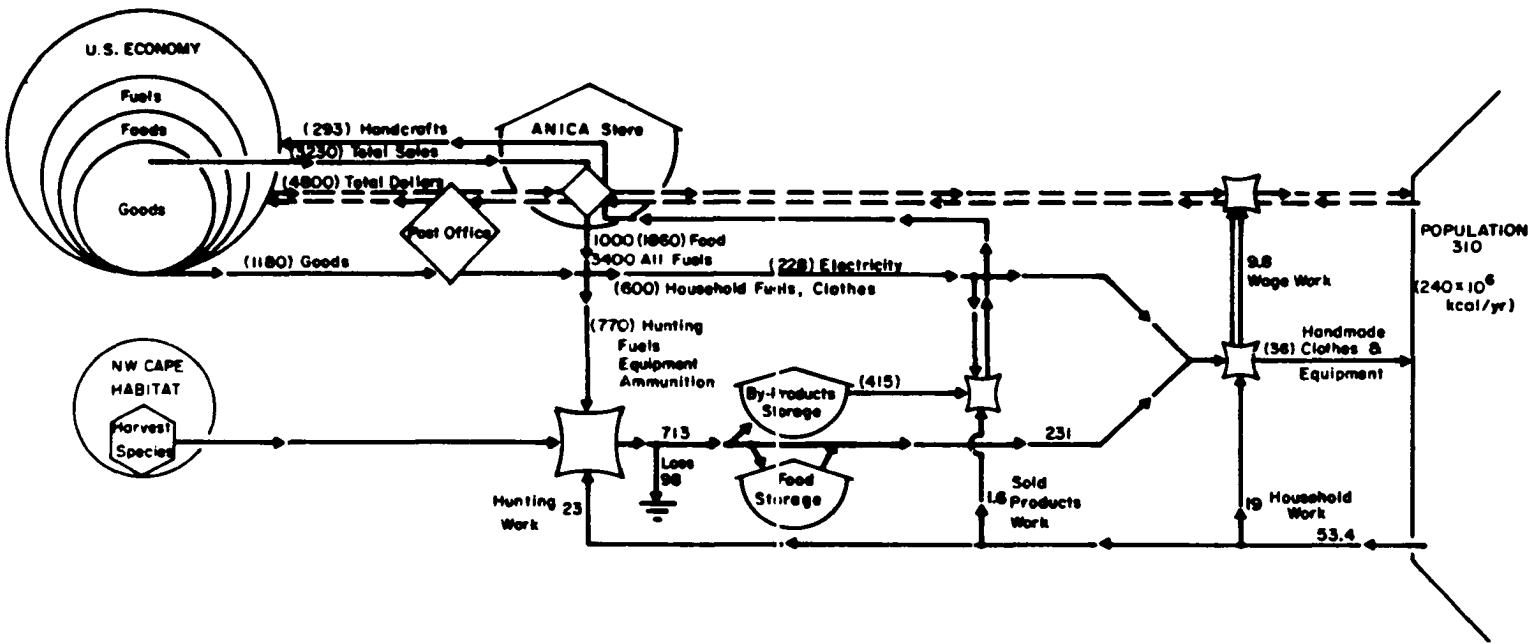 U.S. ECONOMY
Fuels
Foods
Goods
(293) Handcrafts
(3230) Total Sales
(4800) Total Dollars
ANICA Store
Post Office
(1180) Goods
1000 (1860) Food
3400 All Fuels
(228) Electricity
(600) Household Fuels, Clothes
(770) Hunting
Fuels
Equipment
Ammunition
NW CAPE
HABITAT
Harvest
Species
713
Loss
98
By-Products
Storage
(415)
Food
Storage
231
Hunting
Work
23
1.6
Sold
Products
Work
19
Household
Work
53.4
9.8
Wage Work
(36)
Handmade
Clothes &
Equipment
POPULATION
310
(240 × 10⁶
kcal/yr)